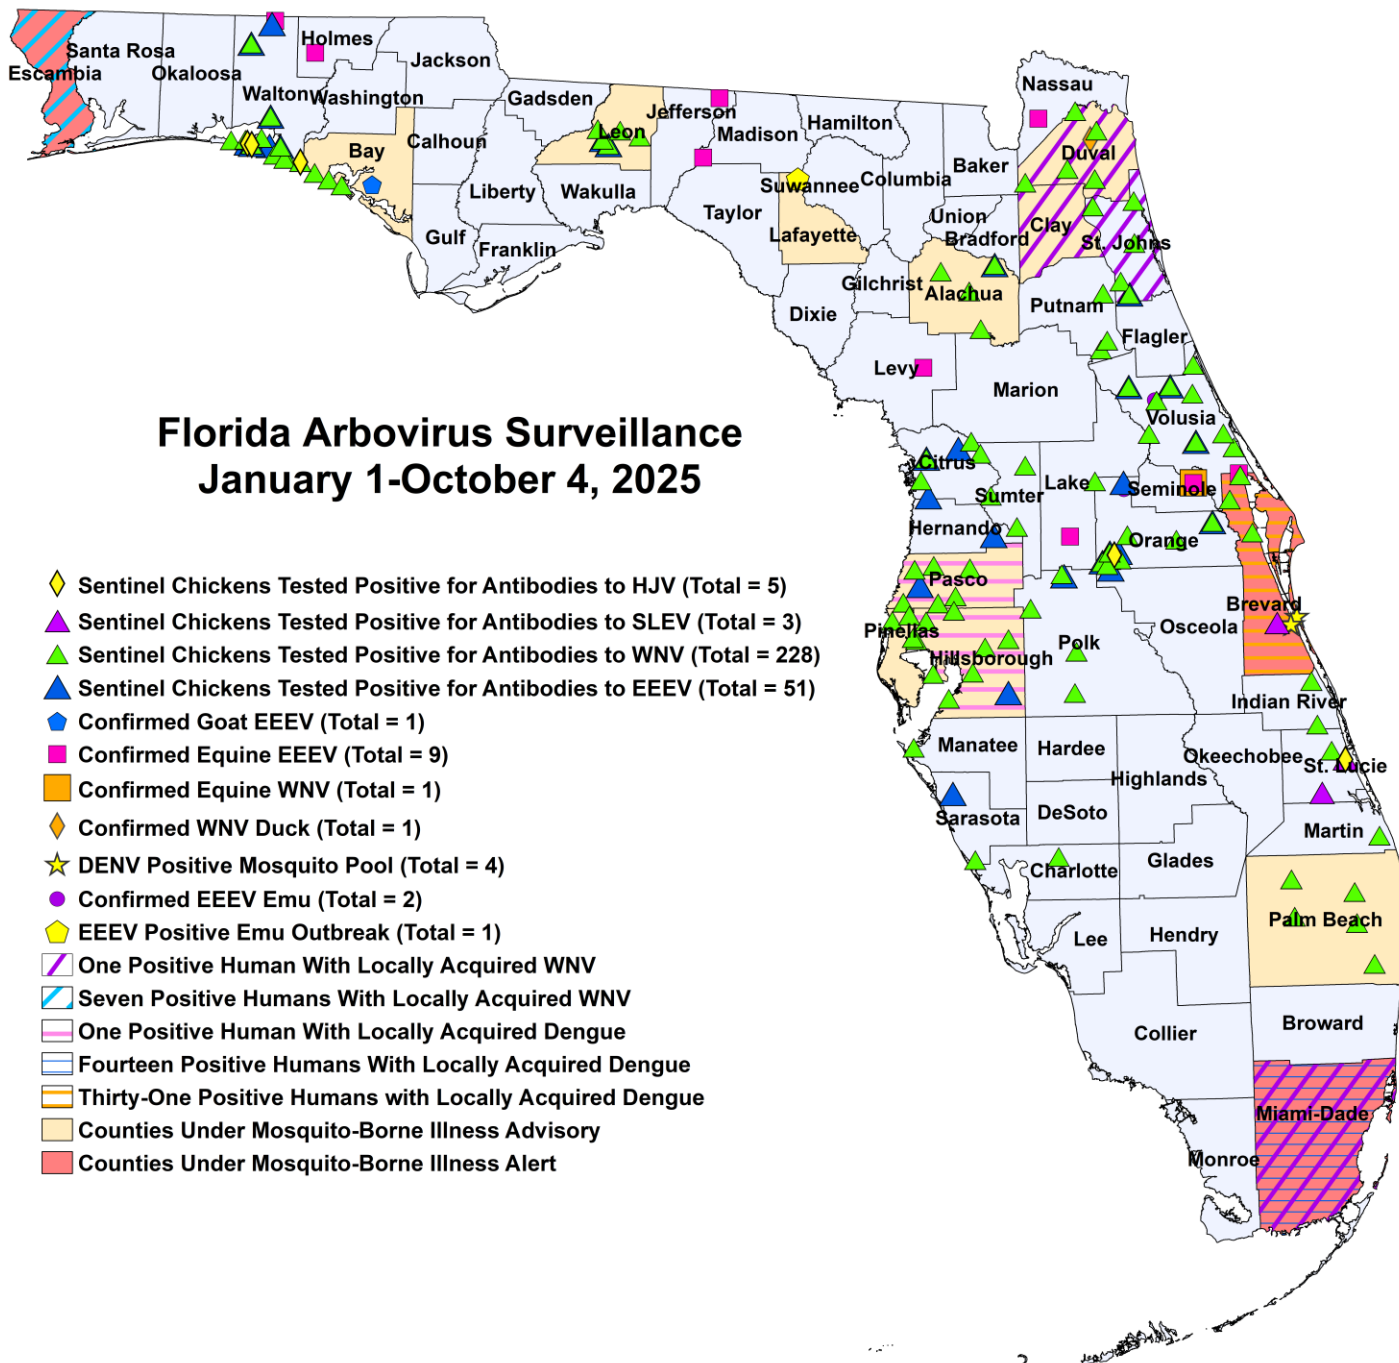 Escambia
Santa Rosa
Okaloosa
Walton
Holmes
Washington
Jackson
Bay
Calhoun
Gulf
Gadsden
Liberty
Franklin
Leon
Wakulla
Jefferson
Madison
Taylor
Hamilton
Suwannee
Lafayette
Dixie
Columbia
Gilchrist
Baker
Union
Bradford
Alachua
Levy
Nassau
Duval
Clay
St. Johns
Putnam
Flagler
Marion
Volusia
Citrus
Sumter
Lake
Seminole
Hernando
Orange
Pasco
Pinellas
Hillsborough
Polk
Osceola
Brevard
Indian River
Manatee
Hardee
Highlands
Okeechobee
St. Lucie
Sarasota
DeSoto
Martin
Charlotte
Glades
Palm Beach
Lee
Hendry
Collier
Broward
Miami-Dade
Monroe
Florida Arbovirus Surveillance
January 1-October 4, 2025
Sentinel Chickens Tested Positive for Antibodies to HJV (Total = 5)
Sentinel Chickens Tested Positive for Antibodies to SLEV (Total = 3)
Sentinel Chickens Tested Positive for Antibodies to WNV (Total = 228)
Sentinel Chickens Tested Positive for Antibodies to EEEV (Total = 51)
Confirmed Goat EEEV (Total = 1)
Confirmed Equine EEEV (Total = 9)
Confirmed Equine WNV (Total = 1)
Confirmed WNV Duck (Total = 1)
DENV Positive Mosquito Pool (Total = 4)
Confirmed EEEV Emu (Total = 2)
EEEV Positive Emu Outbreak (Total = 1)
One Positive Human With Locally Acquired WNV
Seven Positive Humans With Locally Acquired WNV
One Positive Human With Locally Acquired Dengue
Fourteen Positive Humans With Locally Acquired Dengue
Thirty-One Positive Humans with Locally Acquired Dengue
Counties Under Mosquito-Borne Illness Advisory
Counties Under Mosquito-Borne Illness Alert